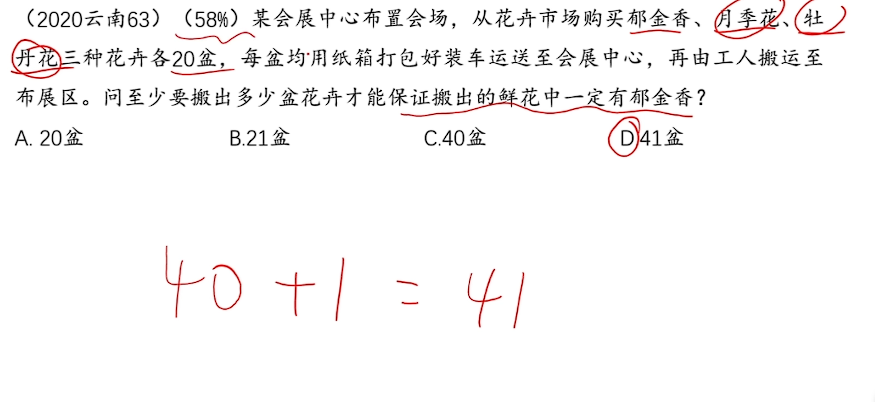 （2020云南63）（58%）某会展中心布置会场，从花卉市场购买郁金香、月季花、牡
丹花三种花卉各20盆，每盆均用纸箱打包好装车运送至会展中心，再由工人搬运至
布展区。问至少要搬出多少盆花卉才能保证搬出的鲜花中一定有郁金香？
A. 20盆 B.21盆 C.40盆 D.41盆
40+1=41